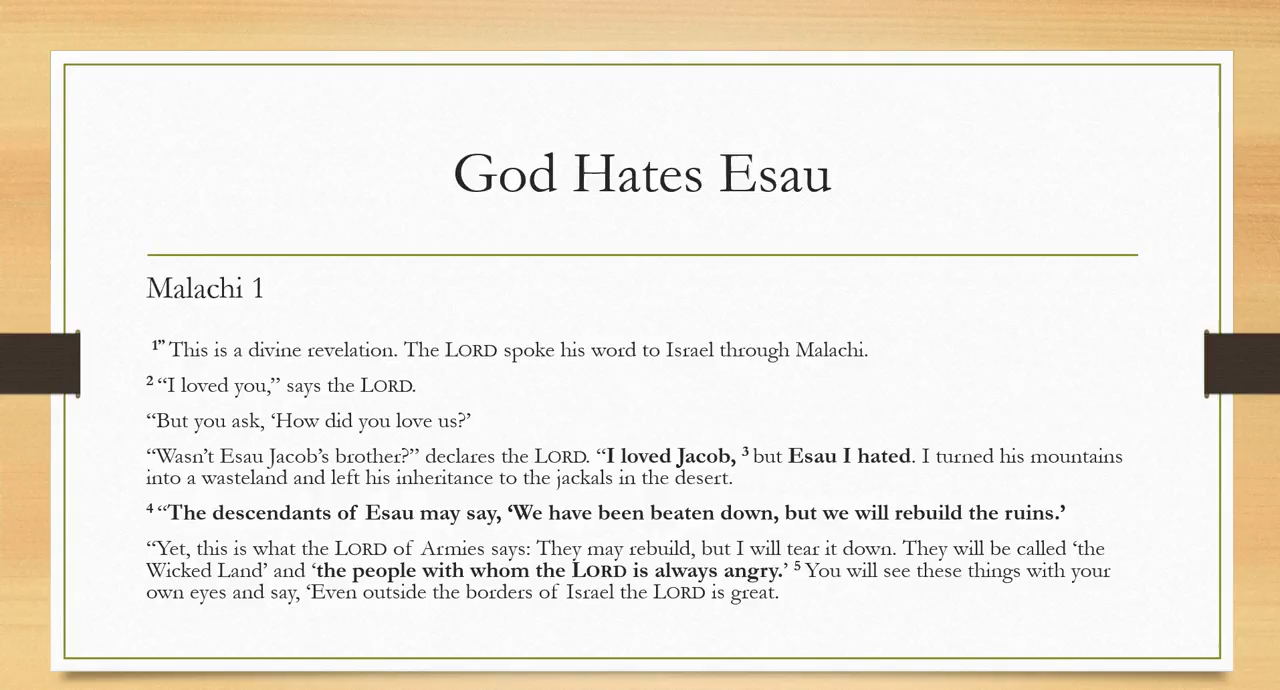 God Hates Esau
Malachi 1
1” This is a divine revelation. The LORD spoke his word to Israel through Malachi.
2 “I loved you,” says the LORD.
“But you ask, ‘How did you love us?’
“Wasn’t Esau Jacob’s brother?” declares the LORD. “I loved Jacob, 3 but Esau I hated. I turned his mountains
into a wasteland and left his inheritance to the jackals in the desert.
4 “The descendants of Esau may say, ‘We have been beaten down, but we will rebuild the ruins.’
“Yet, this is what the LORD of Armies says: They may rebuild, but I will tear it down. They will be called ‘the
Wicked Land’ and ‘the people with whom the LORD is always angry.’ 5 You will see these things with your
own eyes and say, ‘Even outside the borders of Israel the LORD is great.